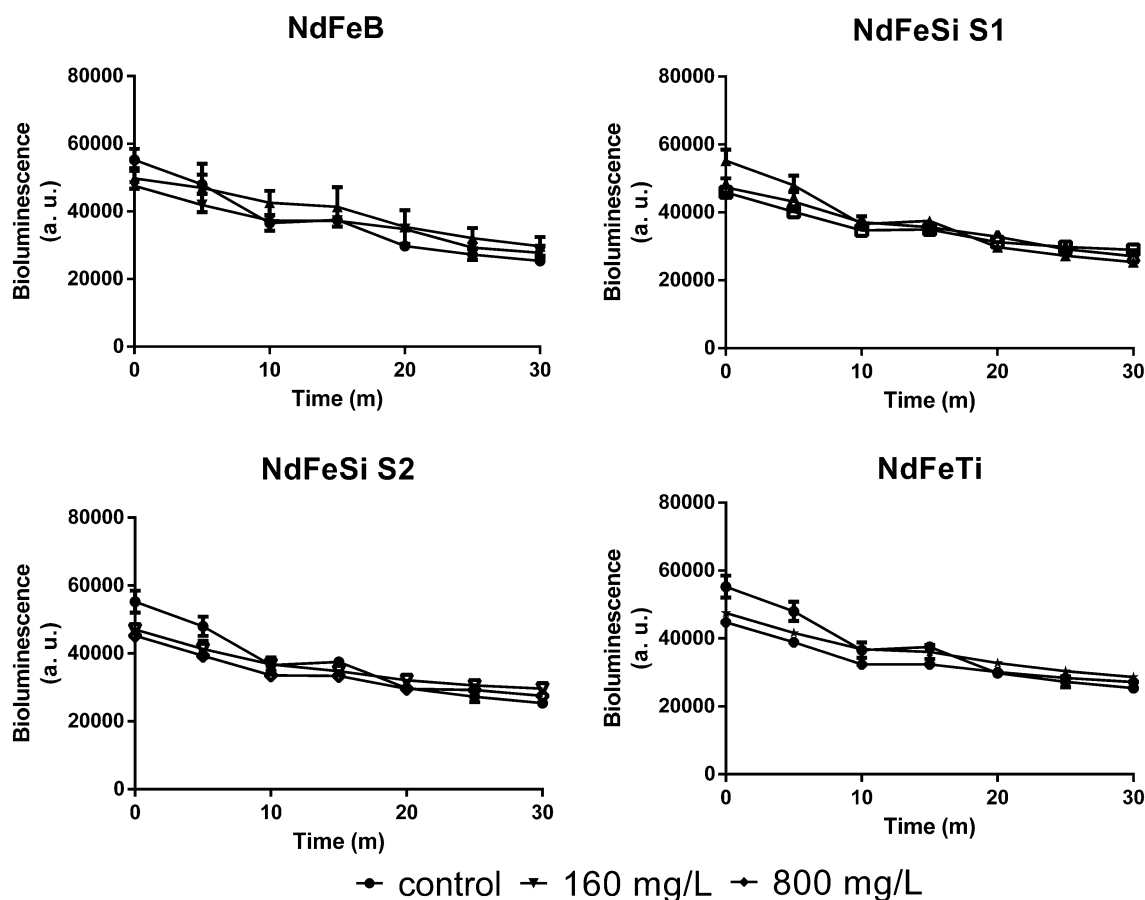 NdFeB
80000
60000
40000
20000
0
Bioluminescence
(a. u.)
0 10 20 30
Time (m)
NdFeSi S1
80000
60000
40000
20000
0
Bioluminescence
(a. u.)
0 10 20 30
Time (m)
NdFeSi S2
80000
60000
40000
20000
0
Bioluminescence
(a. u.)
0 10 20 30
Time (m)
NdFeTi
80000
60000
40000
20000
0
Bioluminescence
(a. u.)
0 10 20 30
Time (m)
control 160 mg/L 800 mg/L